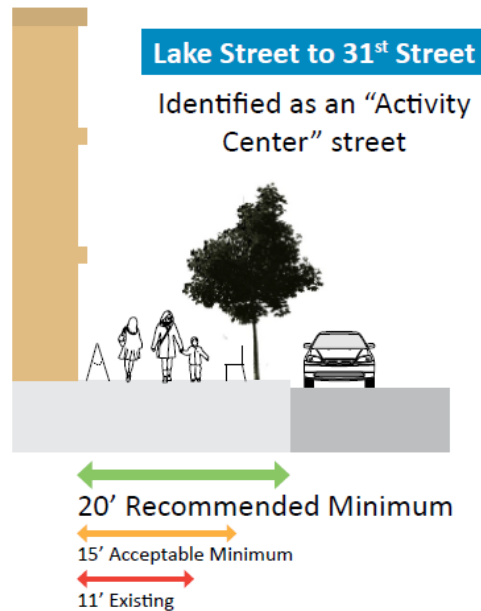 Lake Street to 31st Street
Identified as an “Activity
Center” street
20’ Recommended Minimum
15’ Acceptable Minimum
11’ Existing